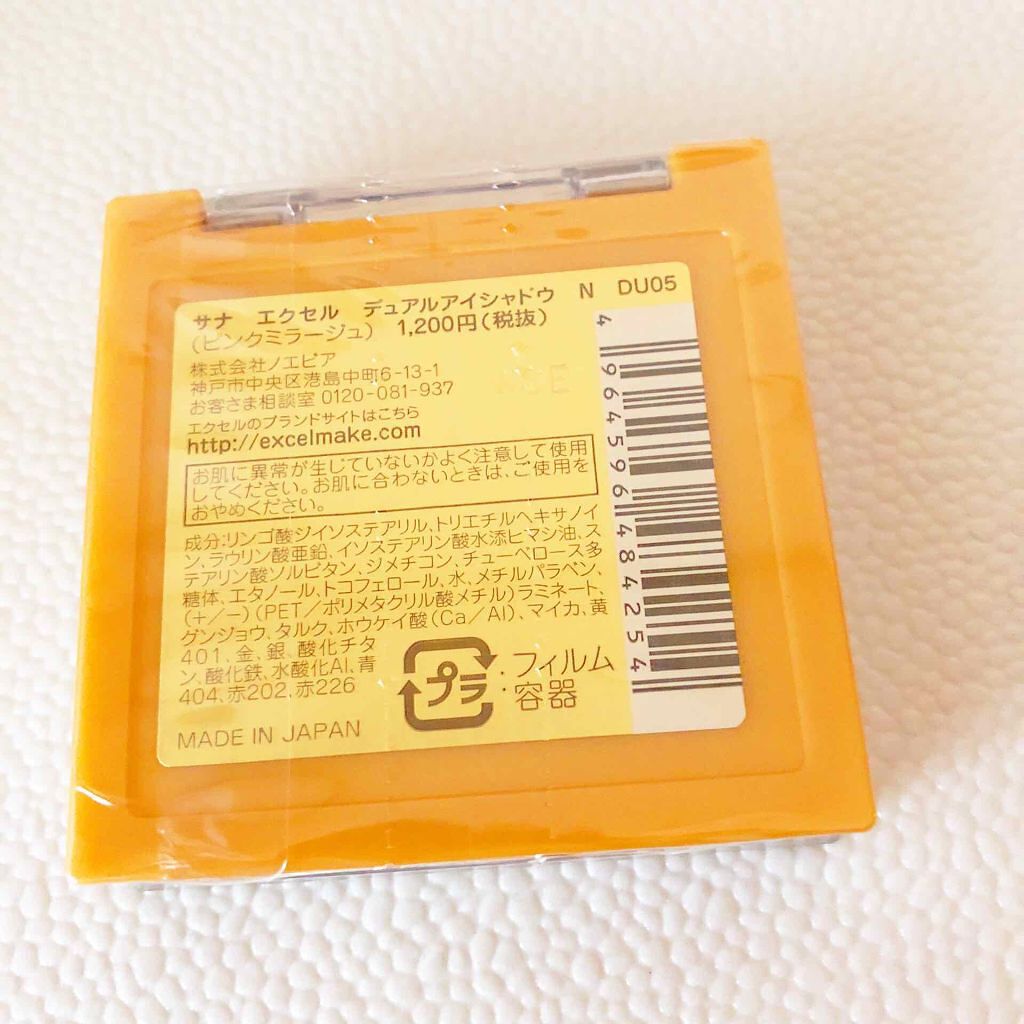 サナ　エクセル　デュアルアイシャドウ　N　DU05
(ピンクミラージュ)　1,200円(税抜)
株式会社ノエビア
神戸市中央区港島中町6-13-1
お客さま相談室 0120-081-937
エクセルのブランドサイトはこちら
http://excelmake.com
お肌に異常が生じていないかよく注意して使用
してください。お肌に合わないときは、ご使用を
おやめください。
成分:リンゴ酸ジイソステアリル、トリエチルヘキサノイ
ン、ラウリン酸亜鉛、イソステアリン酸水添ヒマシ油、ス
テアリン酸ソルビタン、ジメチコン、チューベロース多
糖体、エタノール、トコフェロール、水、メチルパラベン、
(+/−)(PET/ポリメタクリル酸メチル)ラミネート、
グンジョウ、タルク、ホウケイ酸(Ca/Al)、マイカ、黄
401、金、銀、酸化チタ
ン、酸化鉄、水酸化Al、青
404、赤202、赤226
プラ
:フィルム
・容器
MADE IN JAPAN
4 964596 484254